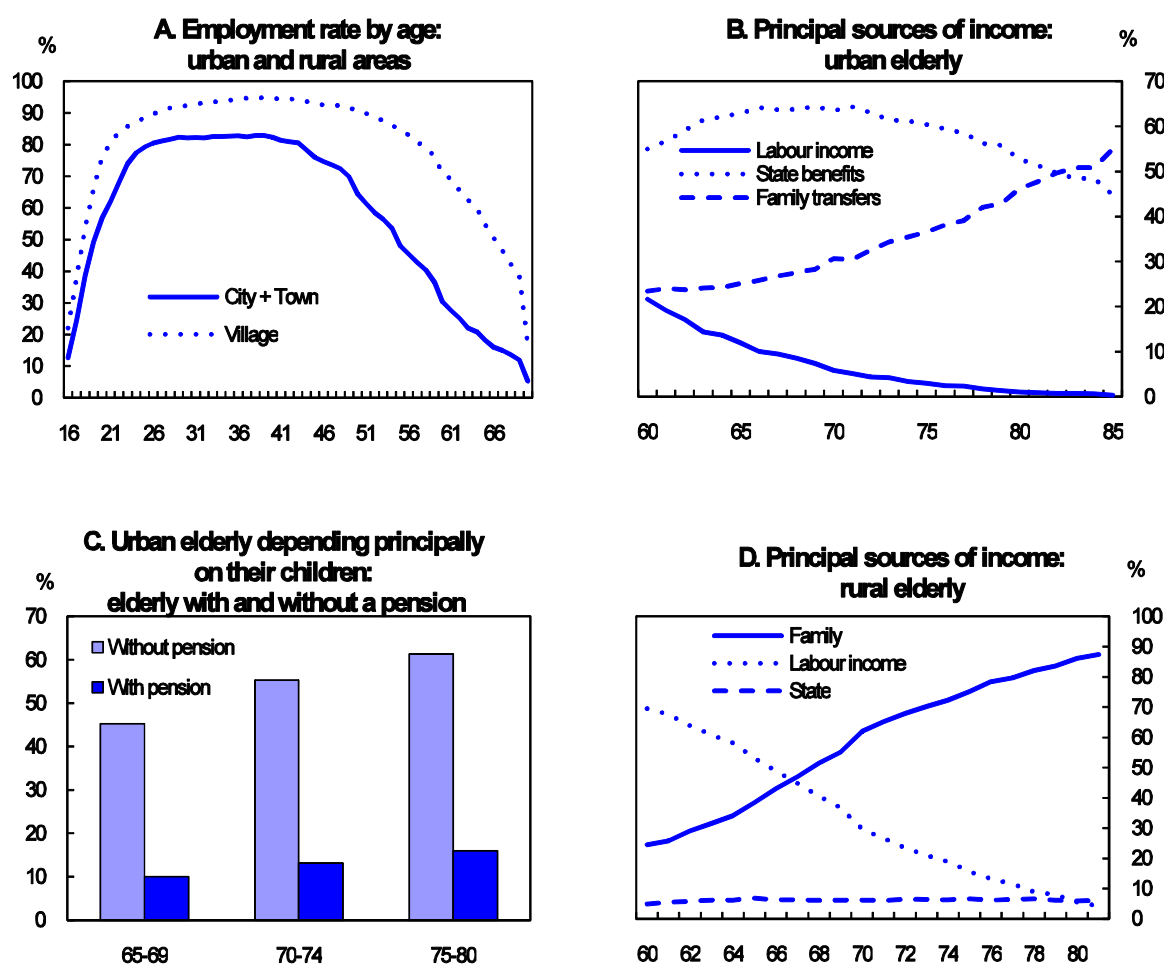 A. Employment rate by age:
urban and rural areas
%
100
90
80
70
60
50
40
30
20
10
0
City + Town
Village
16 21 26 31 36 41 46 51 56 61 66
B. Principal sources of income:
urban elderly
%
70
60
50
40
30
20
10
0
Labour income
State benefits
Family transfers
60 65 70 75 80 85
C. Urban elderly depending principally
on their children:
elderly with and without a pension
%
70
60
50
40
30
20
10
0
Without pension
With pension
65-69 70-74 75-80
D. Principal sources of income:
rural elderly
%
100
90
80
70
60
50
40
30
20
10
0
Family
Labour income
State
60 62 64 66 68 70 72 74 76 78 80